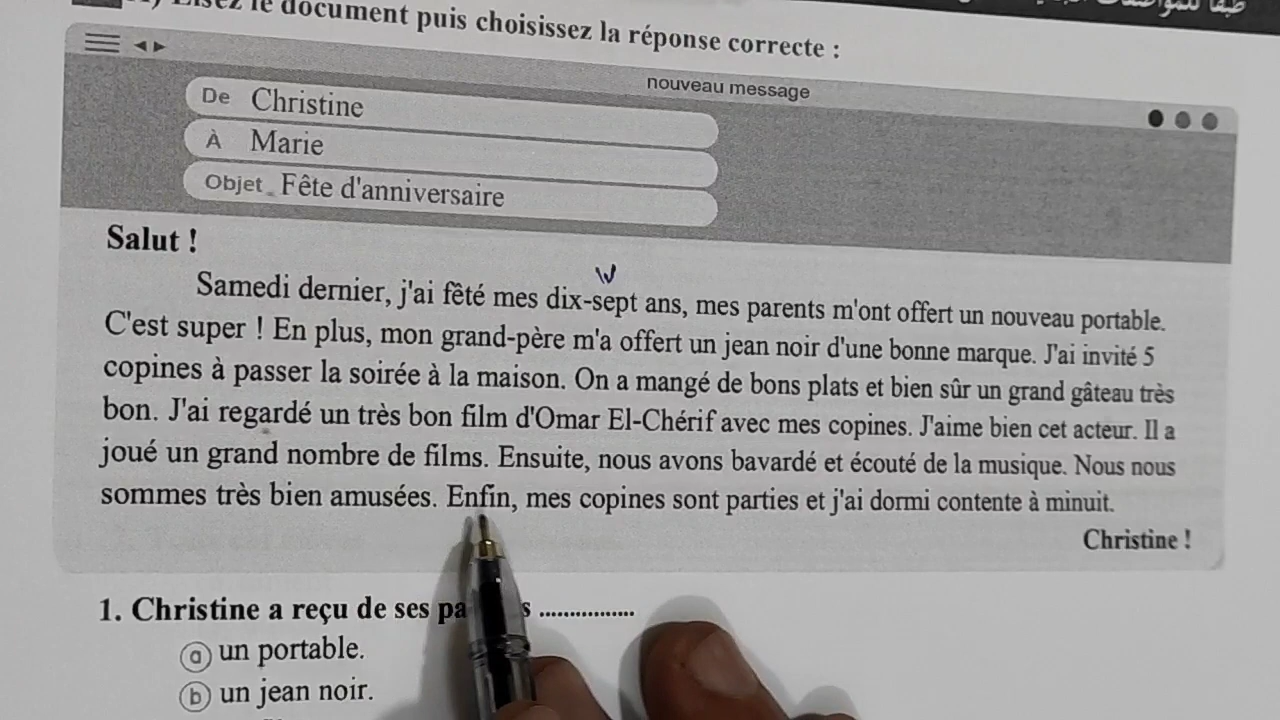 Lisez le document puis choisissez la réponse correcte :
nouveau message
De Christine
À Marie
Objet Fête d'anniversaire
Salut !
Samedi dernier, j'ai fêté mes dix-sept ans, mes parents m'ont offert un nouveau portable.
C'est super ! En plus, mon grand-père m'a offert un jean noir d'une bonne marque. J'ai invité 5
copines à passer la soirée à la maison. On a mangé de bons plats et bien sûr un grand gâteau très
bon. J'ai regardé un très bon film d'Omar El-Chérif avec mes copines. J'aime bien cet acteur. Il a
joué un grand nombre de films. Ensuite, nous avons bavardé et écouté de la musique. Nous nous
sommes très bien amusées. Enfin, mes copines sont parties et j'ai dormi contente à minuit.
Christine !
1. Christine a reçu de ses ................
a un portable.
b un jean noir.